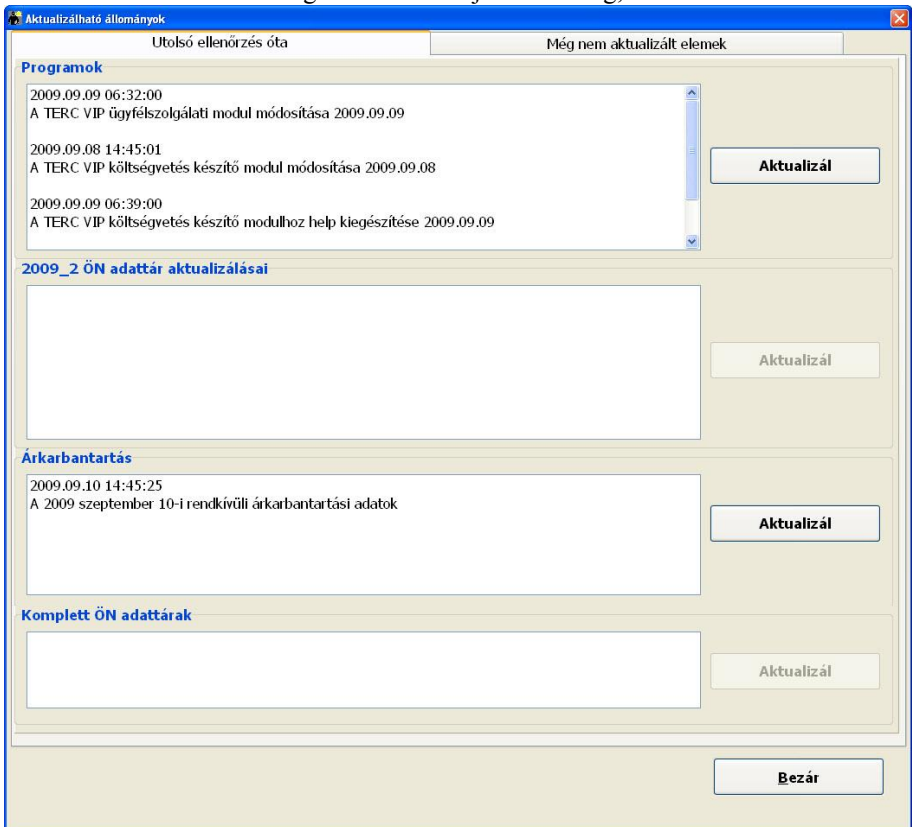 Aktualizálható állományok
Utolsó ellenőrzés óta
Még nem aktualizált elemek
Programok
2009.09.09 06:32:00
A TERC VIP ügyfélszolgálati modul módosítása 2009.09.09
2009.09.08 14:45:01
A TERC VIP költségvetés készítő modul módosítása 2009.09.08
2009.09.09 06:39:00
A TERC VIP költségvetés készítő modulhoz help kiegészítése 2009.09.09
Aktualizál
2009_2 ÖN adattár aktualizálásai
Aktualizál
Árkarbantartás
2009.09.10 14:45:25
A 2009 szeptember 10-i rendkívüli árkarbantartási adatok
Aktualizál
Komplett ÖN adattárak
Aktualizál
Bezár